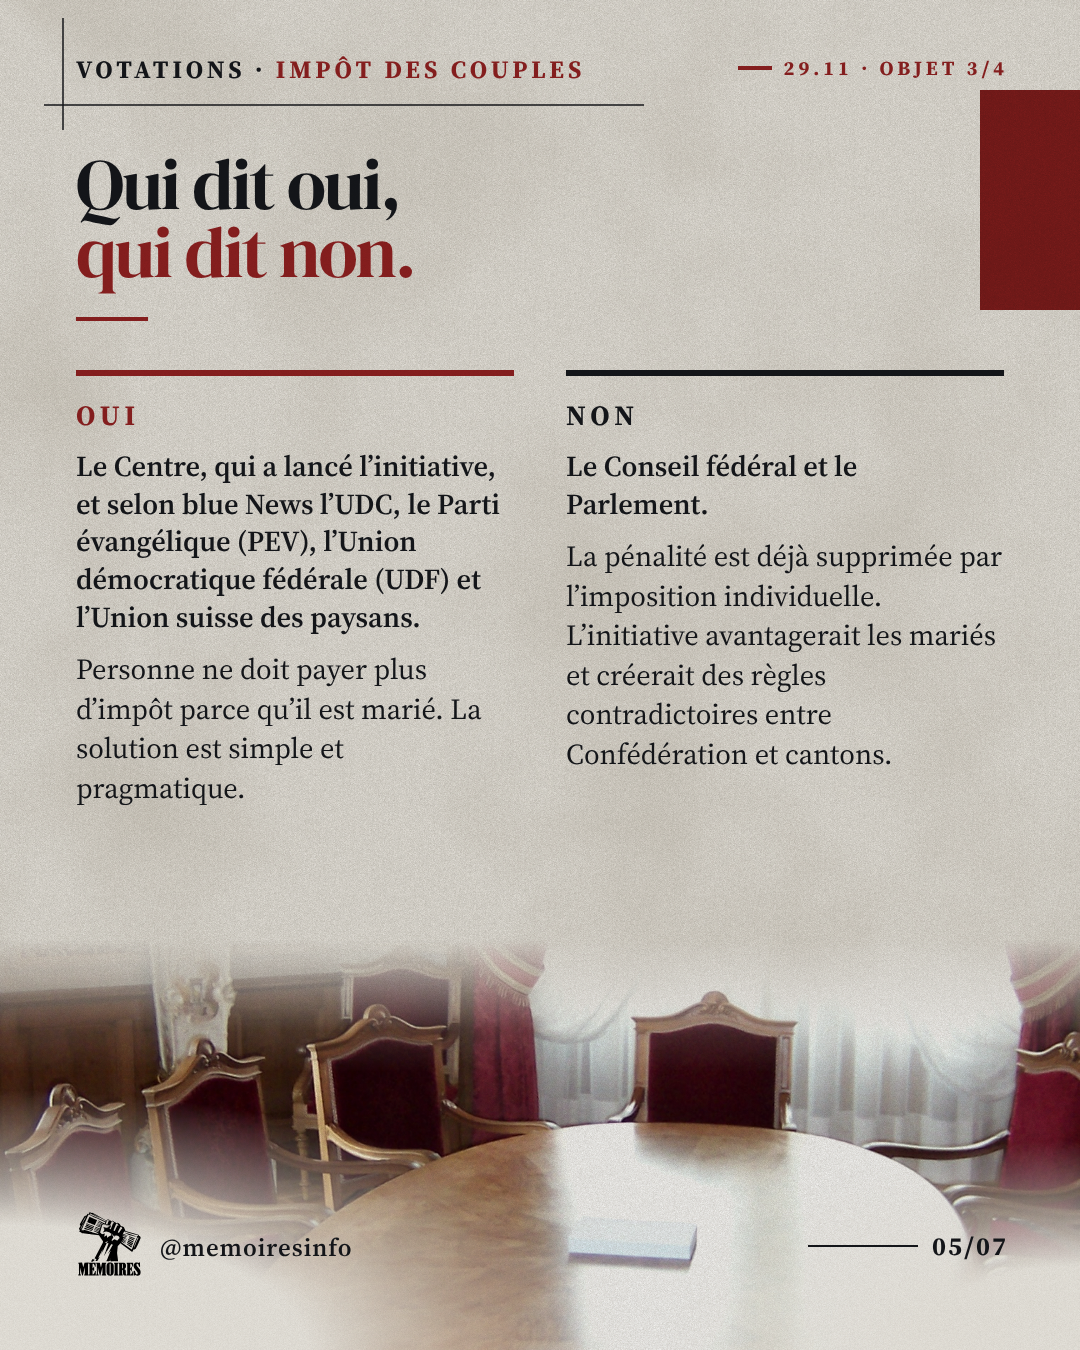 VOTATIONS · IMPÔT DES COUPLES
29.11 · OBJET 3/4
Qui dit oui,
qui dit non.
OUI
Le Centre, qui a lancé l’initiative,
et selon blue News l’UDC, le Parti
évangélique (PEV), l’Union
démocratique fédérale (UDF) et
l’Union suisse des paysans.
Personne ne doit payer plus
d’impôt parce qu’il est marié. La
solution est simple et
pragmatique.
NON
Le Conseil fédéral et le
Parlement.
La pénalité est déjà supprimée par
l’imposition individuelle.
L’initiative avantagerait les mariés
et créerait des règles
contradictoires entre
Confédération et cantons.
MÉMOIRES
@memoiresinfo
05/07